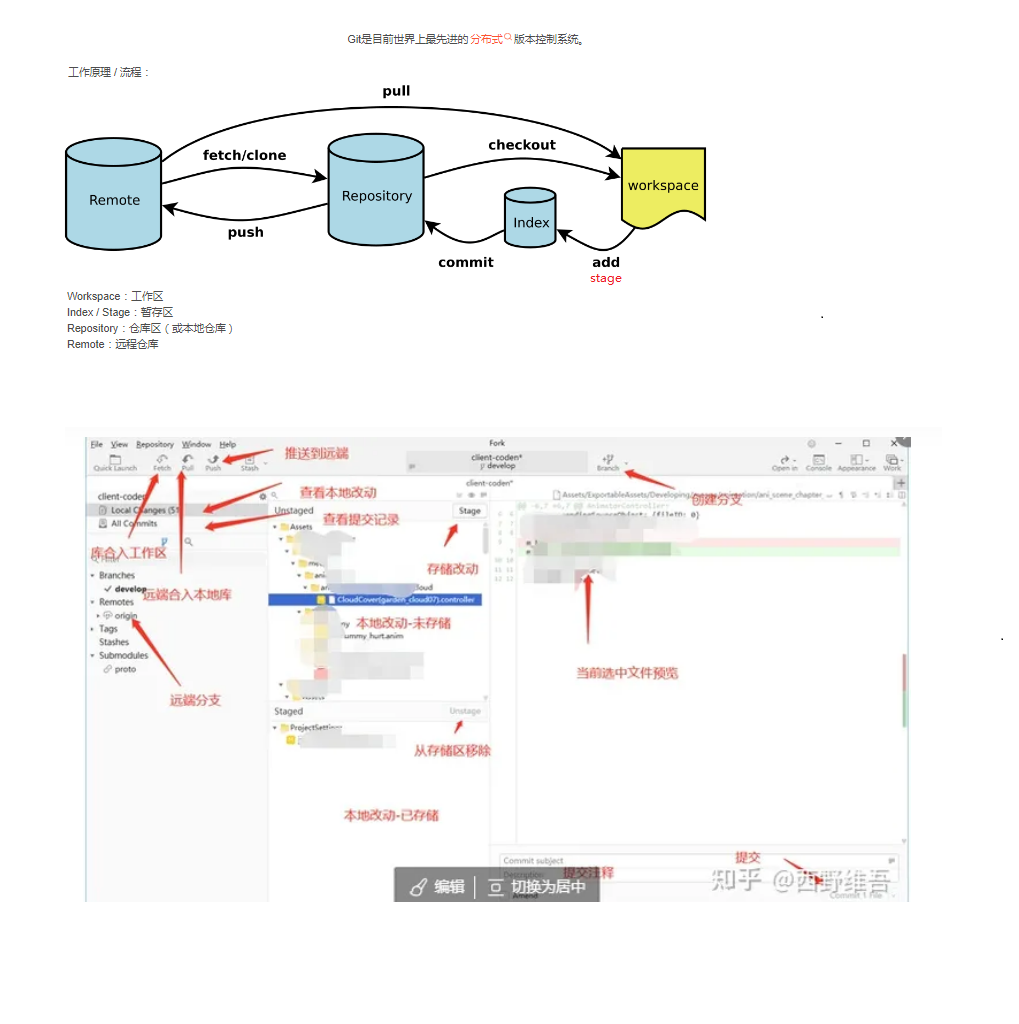 Git是目前世界上最先进的 分布式 版本控制系统。
工作原理 / 流程：
pull
fetch/clone
checkout
Remote
Repository
workspace
Index
push
commit
add
stage
Workspace：工作区
Index / Stage：暂存区
Repository：仓库区（或本地仓库）
Remote：远程仓库
File View Repository Window Help
Fork
Quick Launch Fetch Pull Push Stash
推送到远端
client-coden*
develop
Branch
Open in Console Appearance Work
client-coden*
client-coden
查看本地改动
Local Changes (51
Unstaged
Stage
Assets/ExportableAssets/Developing/
/ani_scene_chapter_
创建分支
All Commits
查看提交记录
Assets
库合入工作区
存储改动
Branches
develop
远端合入本地库
CloudCover(garden_cloud07).controller
Remotes
origin
本地改动-未存储
Tags
ummy_hurt.anim
Stashes
Submodules
proto
当前选中文件预览
远端分支
Staged
Unstage
ProjectSettings
从存储区移除
本地改动-已存储
Commit subject
提交
Description
提交注释
编辑
切换为居中
知乎 @西野维吾
Amend
Commit 1 File